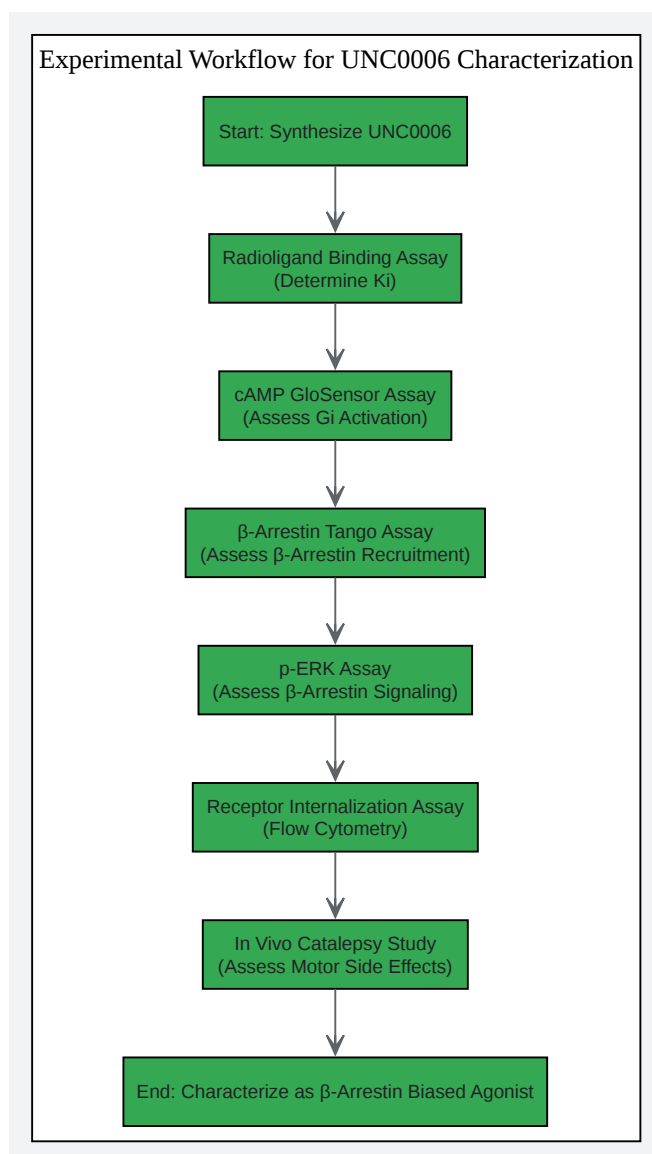 Experimental Workflow for UNC0006 Characterization
Start: Synthesize UNC0006
Radioligand Binding Assay
(Determine Ki)
cAMP GloSensor Assay
(Assess Gi Activation)
β-Arrestin Tango Assay
(Assess β-Arrestin Recruitment)
p-ERK Assay
(Assess β-Arrestin Signaling)
Receptor Internalization Assay
(Flow Cytometry)
In Vivo Catalepsy Study
(Assess Motor Side Effects)
End: Characterize as β-Arrestin Biased Agonist